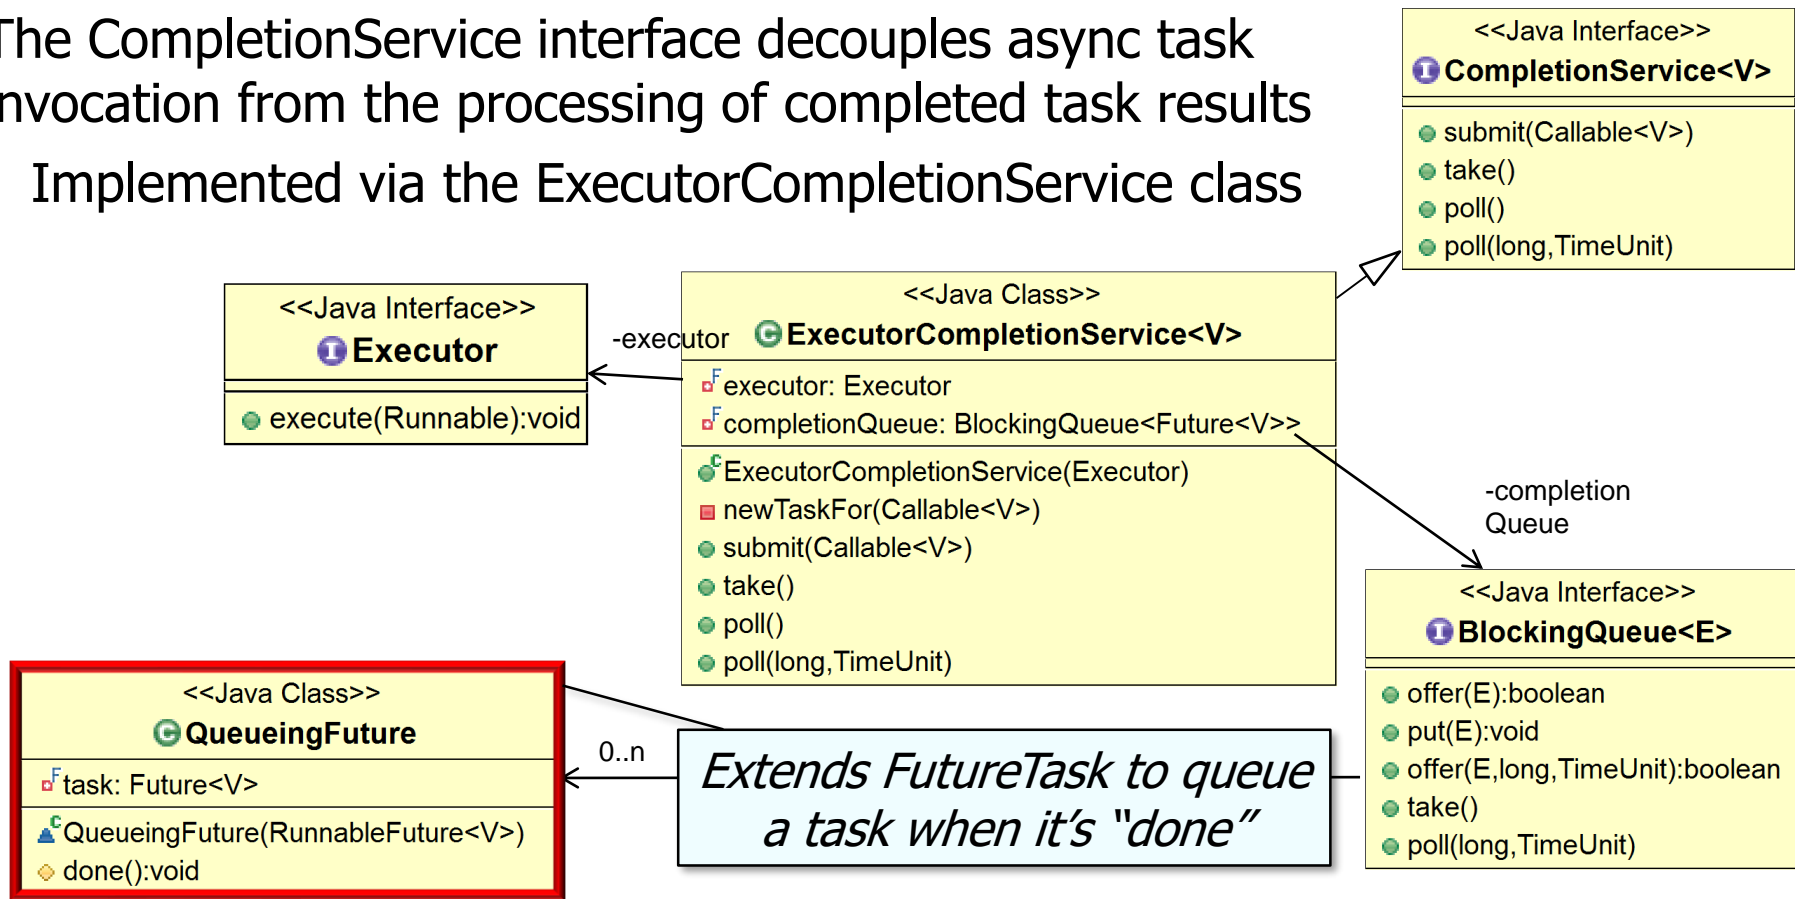 The CompletionService interface decouples async task
invocation from the processing of completed task results
Implemented via the ExecutorCompletionService class
<<Java Interface>>
CompletionService<V>
submit(Callable<V>)
take()
poll()
poll(long,TimeUnit)
<<Java Interface>>
Executor
execute(Runnable):void
-executor
<<Java Class>>
ExecutorCompletionService<V>
executor: Executor
completionQueue: BlockingQueue<Future<V>>
ExecutorCompletionService(Executor)
newTaskFor(Callable<V>)
submit(Callable<V>)
take()
poll()
poll(long,TimeUnit)
-completion
Queue
<<Java Interface>>
BlockingQueue<E>
offer(E):boolean
put(E):void
offer(E,long,TimeUnit):boolean
take()
poll(long,TimeUnit)
<<Java Class>>
QueueingFuture
task: Future<V>
QueueingFuture(RunnableFuture<V>)
done():void
0..n
Extends FutureTask to queue
a task when it's “done”